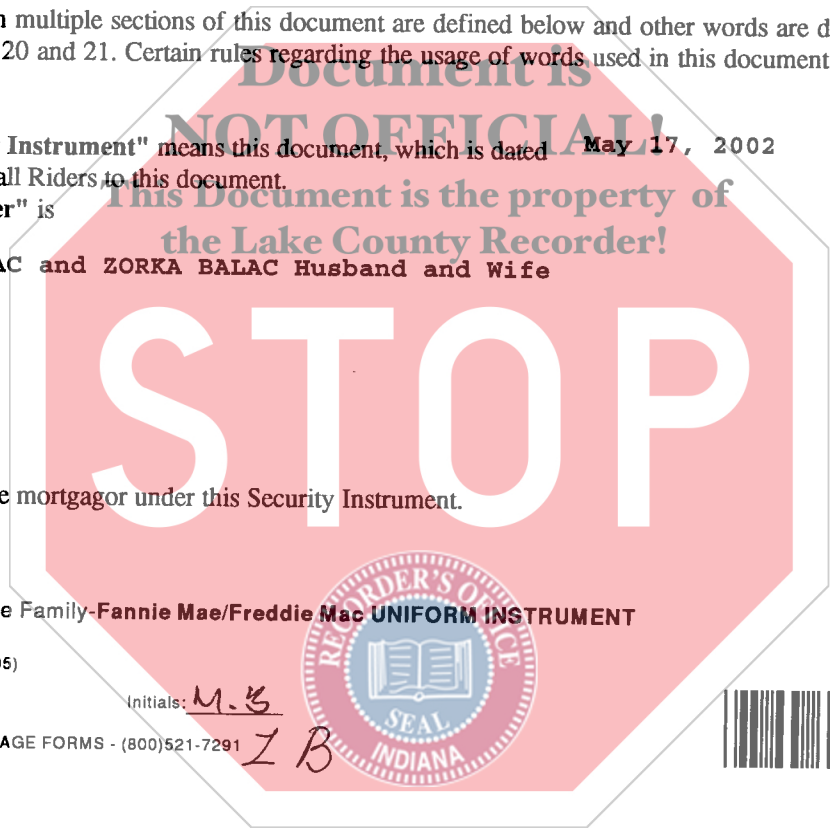 multiple sections of this document are defined below and other words are d
20 and 21. Certain rules regarding the usage of words used in this document
Document is
NOT OFFICIAL!
Instrument" means this document, which is dated May 17, 2002
all Riders to this document.
This Document is the property of
er" is
the Lake County Recorder!
AC and ZORKA BALAC Husband and Wife
STOP
e mortgagor under this Security Instrument.
RECORDER'S OFFICE
e Family-Fannie Mae/Freddie Mac UNIFORM INSTRUMENT
05)
Initials: M.B
SEAL
AGE FORMS - (800)521-7291 Z B
INDIANA